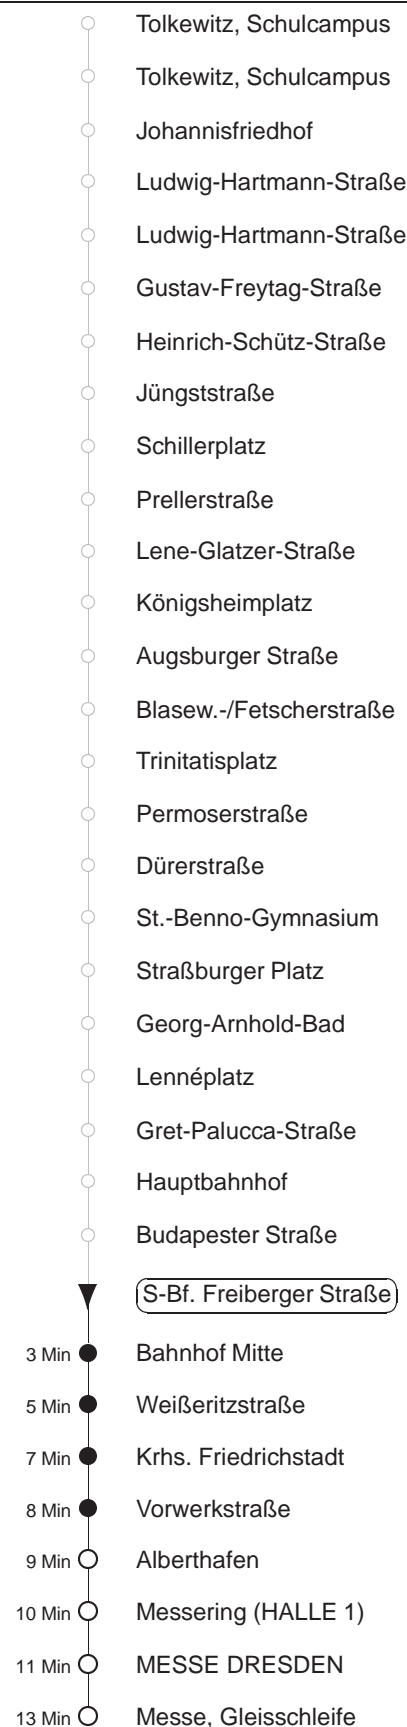 Tolkewitz, Schulcampus
Tolkewitz, Schulcampus
Johannisfriedhof
Ludwig-Hartmann-Straße
Ludwig-Hartmann-Straße
Gustav-Freytag-Straße
Heinrich-Schütz-Straße
Jüngststraße
Schillerplatz
Prellerstraße
Lene-Glatzer-Straße
Königsheimplatz
Augsburger Straße
Blasew.-/Fetscherstraße
Trinitatisplatz
Permoserstraße
Dürerstraße
St.-Benno-Gymnasium
Straßburger Platz
Georg-Arnhold-Bad
Lennéplatz
Gret-Palucca-Straße
Hauptbahnhof
Budapester Straße
S-Bf. Freiberger Straße
3 Min Bahnhof Mitte
5 Min Weißeritzstraße
7 Min Krhs. Friedrichstadt
8 Min Vorwerkstraße
9 Min Alberthafen
10 Min Messering (HALLE 1)
11 Min MESSE DRESDEN
13 Min Messe, Gleisschleife